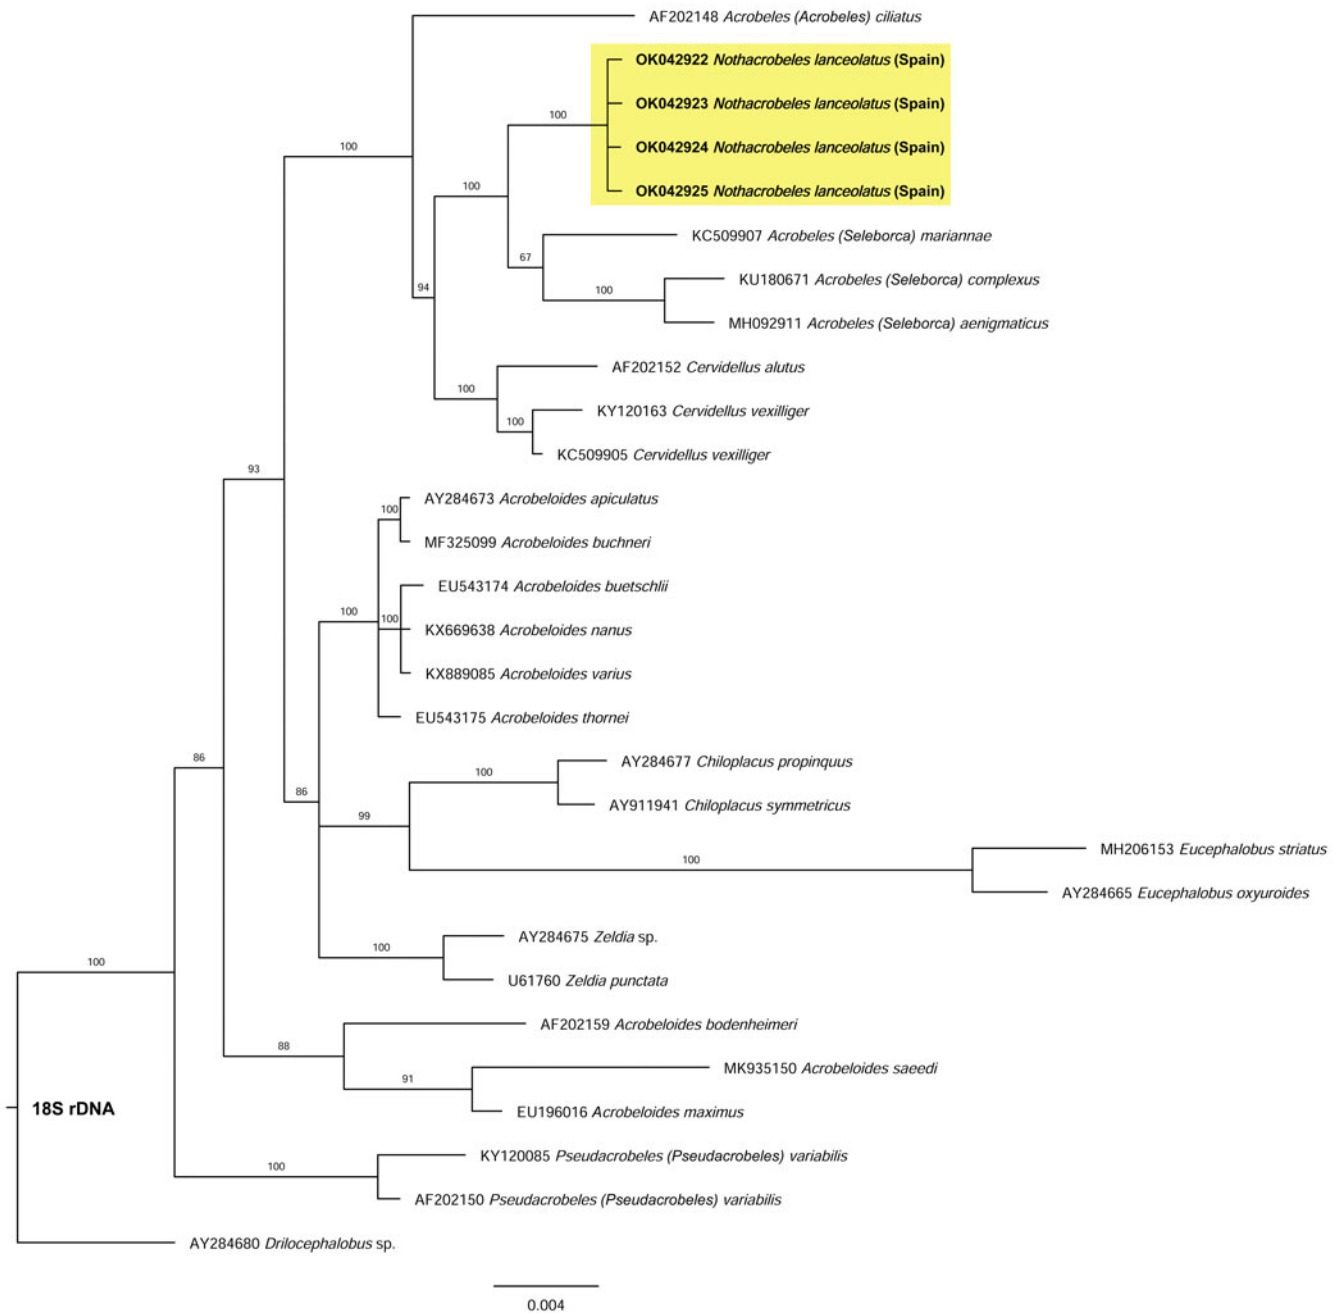 AF202148 Acrobeles (Acrobeles) ciliatus
OK042922 Nothacrobeles lanceolatus (Spain)
OK042923 Nothacrobeles lanceolatus (Spain)
100
OK042924 Nothacrobeles lanceolatus (Spain)
100
OK042925 Nothacrobeles lanceolatus (Spain)
100
KC509907 Acrobeles (Seleborca) mariannae
67
KU180671 Acrobeles (Seleborca) complexus
94
100
MH092911 Acrobeles (Seleborca) aenigmaticus
AF202152 Cervidellus alutus
100
KY120163 Cervidellus vexilliger
100
KC509905 Cervidellus vexilliger
93
AY284673 Acrobeloides apiculatus
100
MF325099 Acrobeloides buchneri
EU543174 Acrobeloides buetschlii
100
100
KX669638 Acrobeloides nanus
KX889085 Acrobeloides varius
EU543175 Acrobeloides thornei
86
AY284677 Chiloplacus propinquus
100
86
AY911941 Chiloplacus symmetricus
99
MH206153 Eucephalobus striatus
100
AY284665 Eucephalobus oxyuroides
AY284675 Zeldia sp.
100
100
U61760 Zeldia punctata
AF202159 Acrobeloides bodenheimeri
88
MK935150 Acrobeloides saeedi
91
18S rDNA
EU196016 Acrobeloides maximus
KY120085 Pseudacrobeles (Pseudacrobeles) variabilis
100
AF202150 Pseudacrobeles (Pseudacrobeles) variabilis
AY284680 Drilocephalobus sp.
0.004